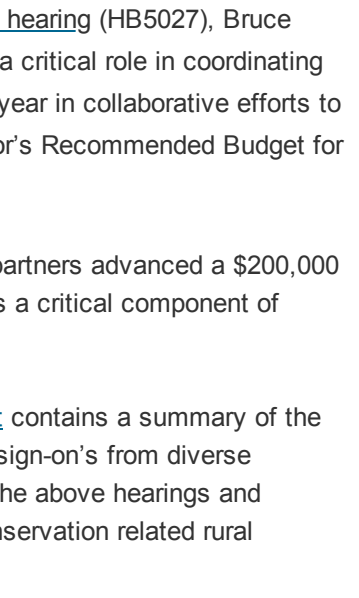 hearing (HB5027), Bruce
a critical role in coordinating
year in collaborative efforts to
or's Recommended Budget for
partners advanced a $200,000
s a critical component of
t contains a summary of the
sign-on's from diverse
he above hearings and
nservation related rural